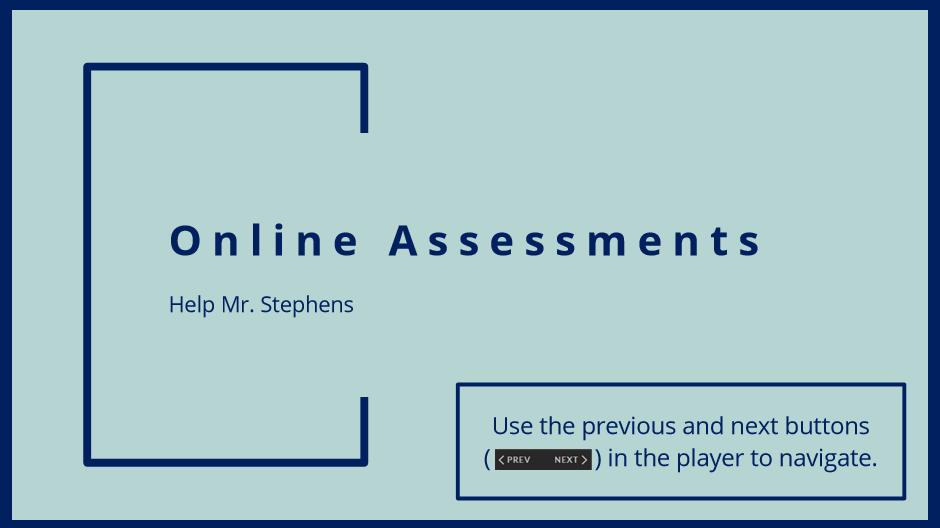 Online Assessments
Help Mr. Stephens
Use the previous and next buttons
( < PREV NEXT > ) in the player to navigate.